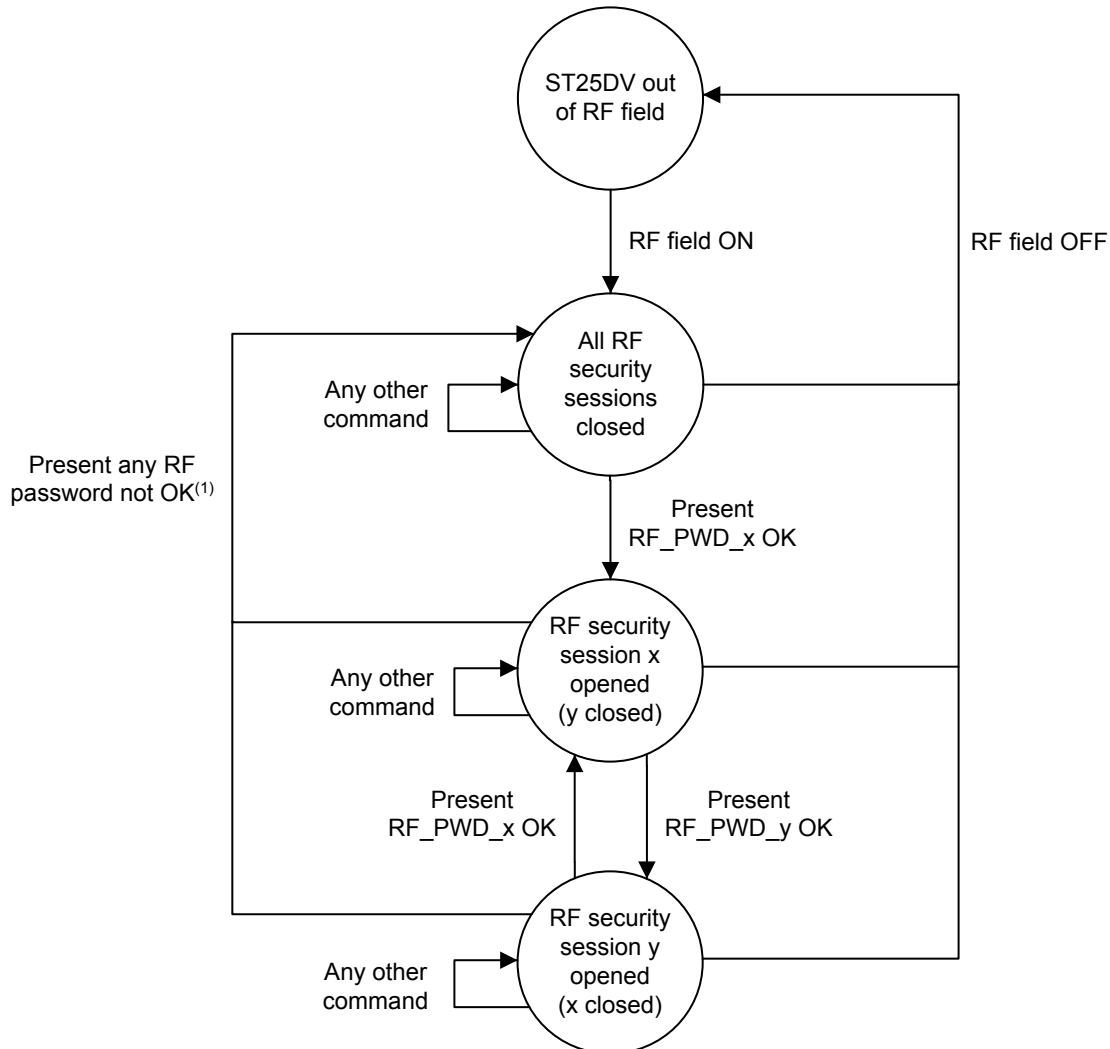 ST25DV out
of RF field
RF field ON
RF field OFF
All RF
security
sessions
closed
Any other
command
Present any RF
password not OK(1)
Present
RF_PWD_x OK
RF security
session x
opened
(y closed)
Any other
command
Present
RF_PWD_x OK
Present
RF_PWD_y OK
RF security
session y
opened
(x closed)
Any other
command